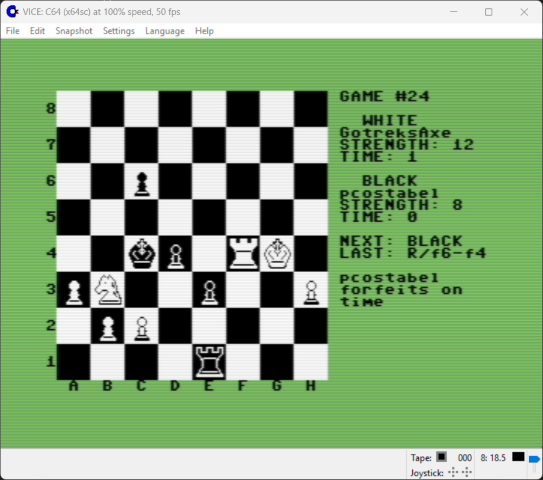 VICE: C64 (x64sc) at 100% speed, 50 fps
File Edit Snapshot Settings Language Help
8
7
6
5
4
3
2
1
A B C D E F G H
GAME #24
WHITE
GotreksAxe
STRENGTH: 12
TIME: 1
BLACK
pcostabel
STRENGTH: 8
TIME: 0
NEXT: BLACK
LAST: R/f6-f4
pcostabel
forfeits on
time
Tape: 000 8: 18.5
Joystick: